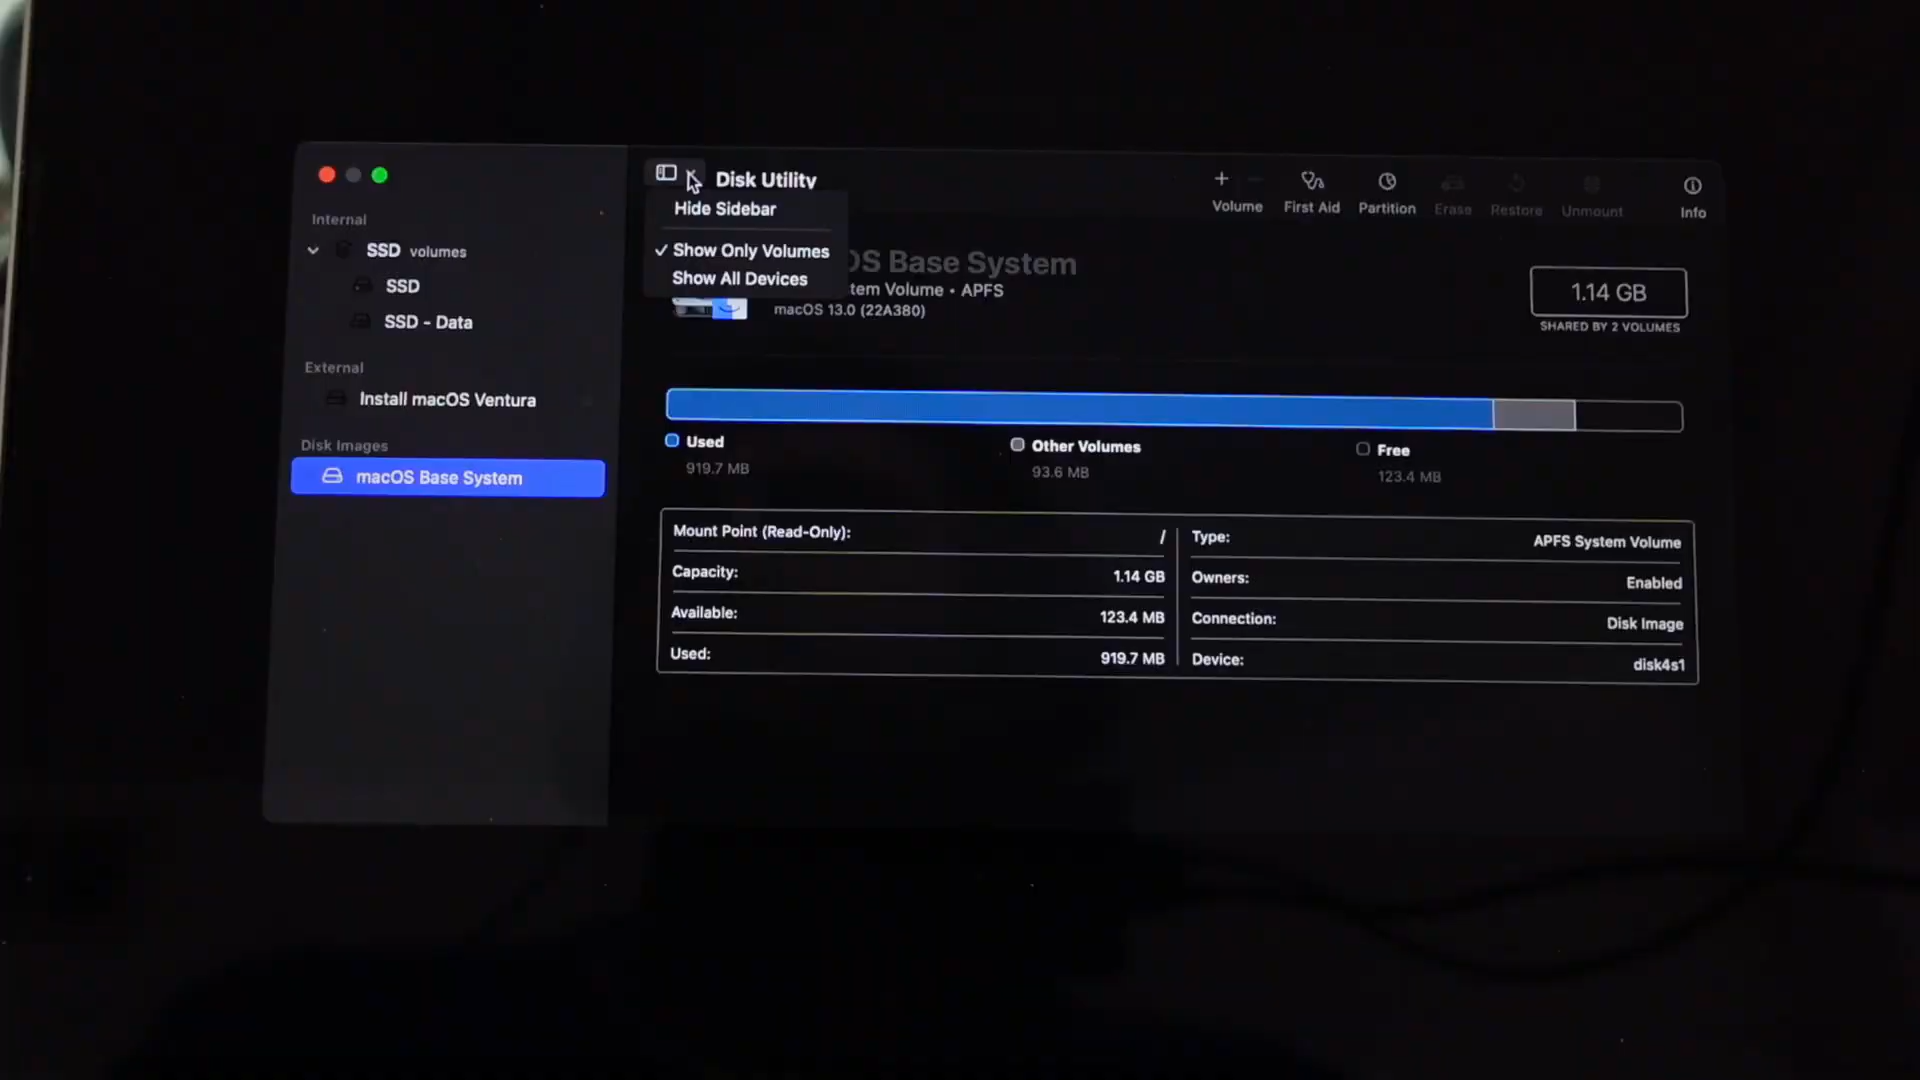 Disk Utility
Hide Sidebar
✓ Show Only Volumes
Show All Devices
Volume
First Aid
Partition
Erase
Restore
Unmount
Info
Internal
SSD volumes
SSD
SSD - Data
External
Install macOS Ventura
Disk Images
macOS Base System
OS Base System
tem Volume • APFS
macOS 13.0 (22A380)
1.14 GB
SHARED BY 2 VOLUMES
Used
919.7 MB
Other Volumes
93.6 MB
Free
123.4 MB
Mount Point (Read-Only): /
Capacity: 1.14 GB
Available: 123.4 MB
Used: 919.7 MB
Type: APFS System Volume
Owners: Enabled
Connection: Disk Image
Device: disk4s1